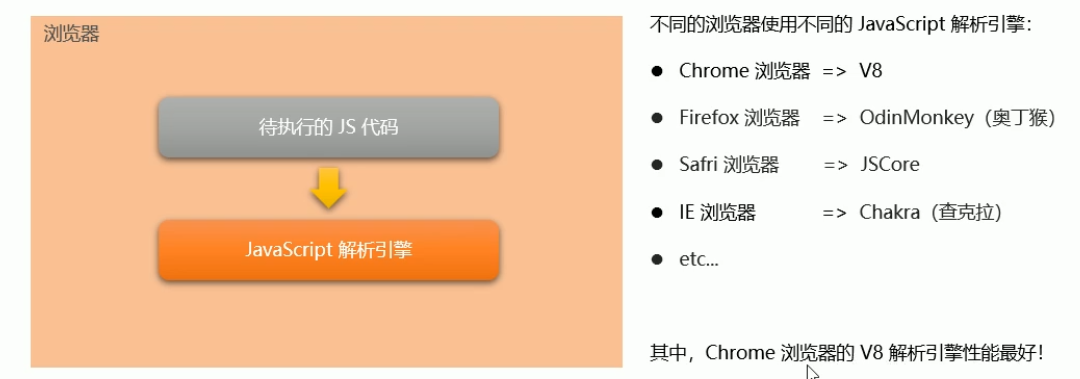 浏览器
待执行的 JS 代码
JavaScript 解析引擎
不同的浏览器使用不同的 JavaScript 解析引擎：
● Chrome 浏览器 => V8
● Firefox 浏览器 => OdinMonkey（奥丁猴）
● Safri 浏览器 => JSCore
● IE 浏览器 => Chakra（查克拉）
● etc...
其中，Chrome 浏览器的 V8 解析引擎性能最好！